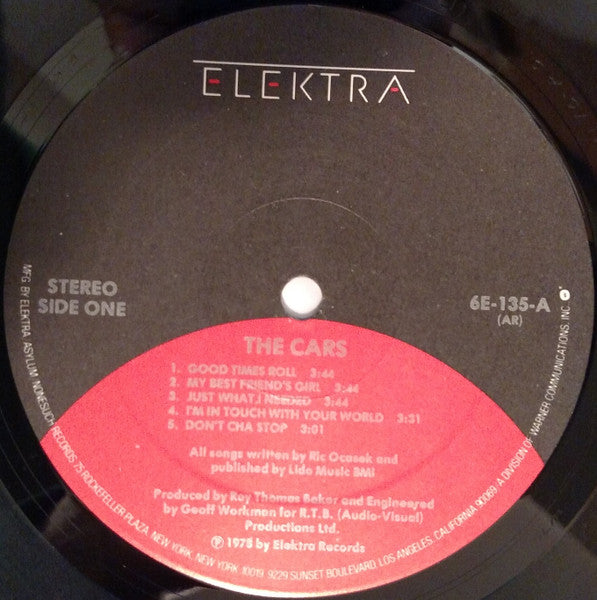 ELEKTRA
STEREO
SIDE ONE
6E-135-A
(AR)
THE CARS
1. GOOD TIMES ROLL 3:44
2. MY BEST FRIEND'S GIRL 3:44
3. JUST WHAT I NEEDED 3:44
4. I'M IN TOUCH WITH YOUR WORLD 3:31
5. DON'T CHA STOP 3:01
All songs written by Ric Ocasek and
published by Lido Music BMI
Produced by Roy Thomas Baker and Engineered
by Geoff Workman for R.T.B. (Audio-Visual)
Productions Ltd.
℗ 1978 by Elektra Records
MFG. BY ELEKTRA/ASYLUM/NONESUCH RECORDS 75 ROCKEFELLER PLAZA, NEW YORK, NEW YORK 10019. 9229 SUNSET BOULEVARD, LOS ANGELES, CALIFORNIA 90069. A DIVISION OF WARNER COMMUNICATIONS, INC.